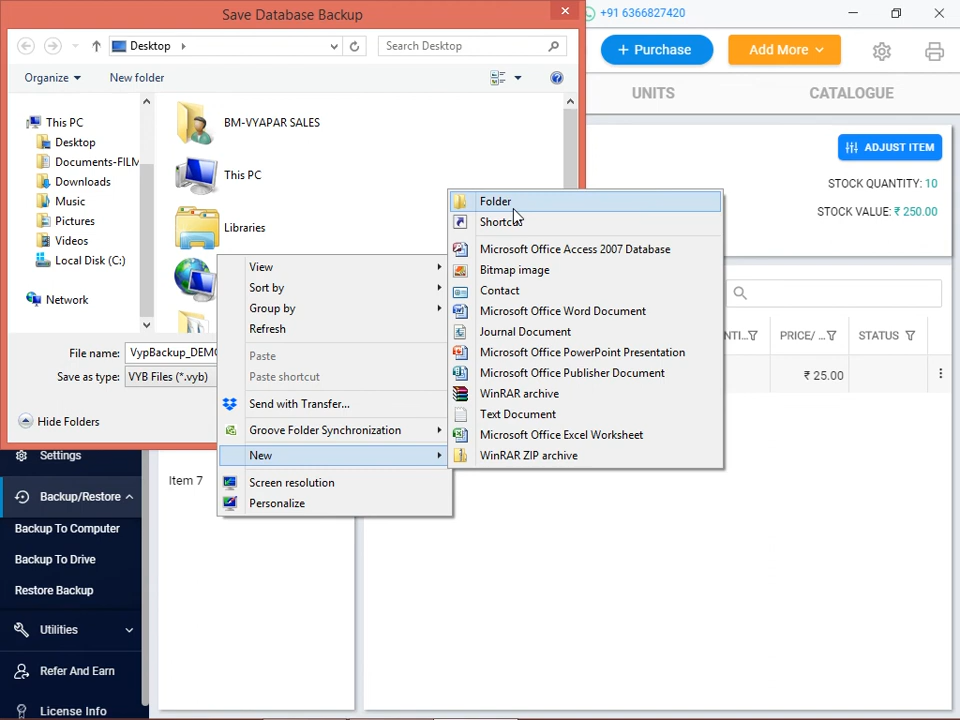 Save Database Backup
+91 6366827420
Desktop
Search Desktop
+ Purchase
Add More
Organize
New folder
UNITS
CATALOGUE
This PC
Desktop
Documents-FILM
Downloads
Music
Pictures
Videos
Local Disk (C:)
Network
BM-VYAPAR SALES
This PC
Libraries
ADJUST ITEM
STOCK QUANTITY: 10
STOCK VALUE: ₹ 250.00
PRICE/ ...
STATUS
₹ 25.00
File name: VypBackup_DEMO
Save as type: VYB Files (*.vyb)
Hide Folders
View
Sort by
Group by
Refresh
Paste
Paste shortcut
Send with Transfer...
Groove Folder Synchronization
New
Screen resolution
Personalize
Folder
Shortcut
Microsoft Office Access 2007 Database
Bitmap image
Contact
Microsoft Office Word Document
Journal Document
Microsoft Office PowerPoint Presentation
Microsoft Office Publisher Document
WinRAR archive
Text Document
Microsoft Office Excel Worksheet
WinRAR ZIP archive
Item 7
Settings
Backup/Restore
Backup To Computer
Backup To Drive
Restore Backup
Utilities
Refer And Earn
License Info